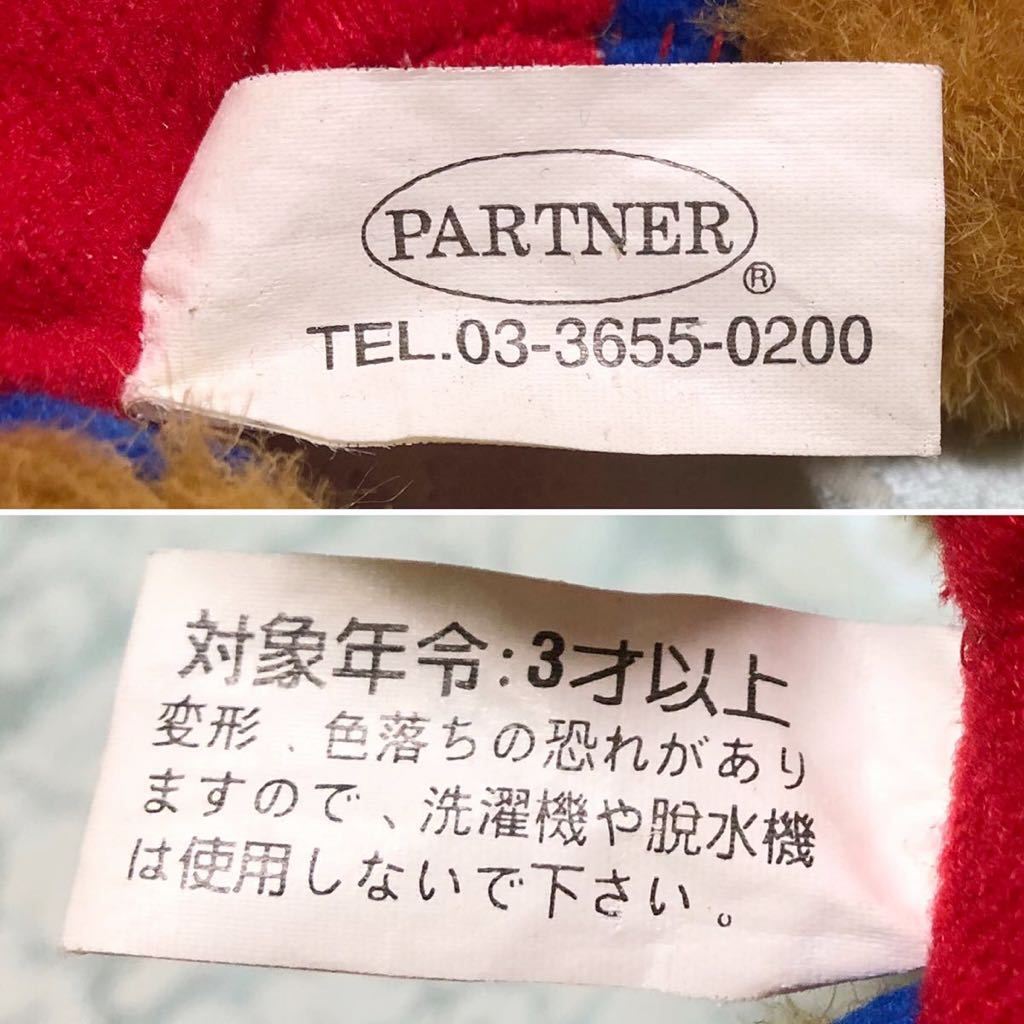 PARTNER
®
TEL.03-3655-0200
対象年令:3才以上
変形、色落ちの恐れがあり
ますので、洗濯機や脱水機
は使用しないで下さい。